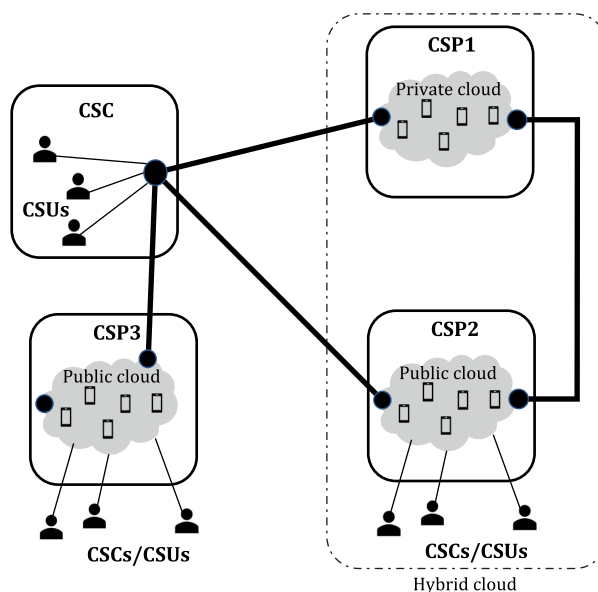 CSP1
Private cloud
CSC
CSUs
CSP3
Public cloud
CSP2
Public cloud
CSCs/CSUs
CSCs/CSUs
Hybrid cloud